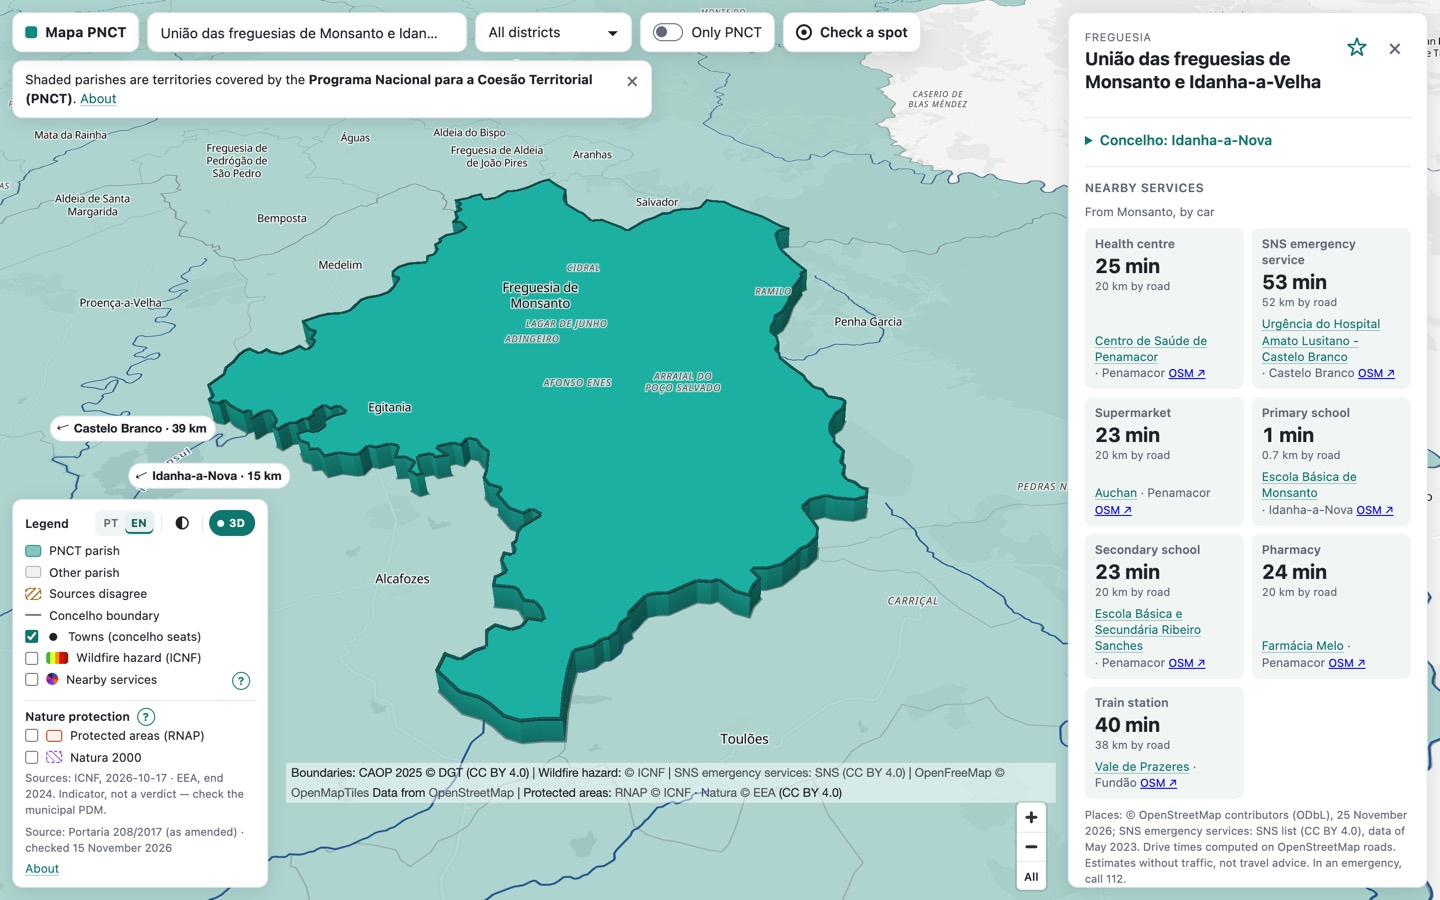 Mapa PNCT
União das freguesias de Monsanto e Idan...
All districts
Only PNCT
Check a spot
Shaded parishes are territories covered by the Programa Nacional para a Coesão Territorial
(PNCT). About
CASERIO DE
BLAS MÉNDEZ
Mata da Rainha
Águas
Aldeia do Bispo
Freguesia de
Pedrógão de
São Pedro
Freguesia de Aldeia
de João Pires
Aranhas
Aldeia de Santa
Margarida
Bemposta
Salvador
Medelim
CIDRAL
Freguesia de
Monsanto
RAMILO
Proença-a-Velha
LAGAR DE JUNHO
ADINGEIRO
Penha Garcia
AFONSO ENES
ARRAIAL DO
POÇO SALVADO
Egitania
← Castelo Branco · 39 km
← Idanha-a-Nova · 15 km
PEDRAS N
Alcafozes
CARRIÇAL
Toulões
Legend
PT
EN
3D
PNCT parish
Other parish
Sources disagree
Concelho boundary
Towns (concelho seats)
Wildfire hazard (ICNF)
Nearby services
?
Nature protection
?
Protected areas (RNAP)
Natura 2000
Sources: ICNF, 2026-10-17 · EEA, end
2024. Indicator, not a verdict — check the
municipal PDM.
Source: Portaria 208/2017 (as amended) ·
checked 15 November 2026
About
Boundaries: CAOP 2025 © DGT (CC BY 4.0) | Wildfire hazard: © ICNF | SNS emergency services: SNS (CC BY 4.0) | OpenFreeMap ©
OpenMapTiles Data from OpenStreetMap | Protected areas: RNAP © ICNF · Natura © EEA (CC BY 4.0)
+
−
All
FREGUESIA
União das freguesias de
Monsanto e Idanha-a-Velha
Concelho: Idanha-a-Nova
NEARBY SERVICES
From Monsanto, by car
Health centre
25 min
20 km by road
Centro de Saúde de
Penamacor
· Penamacor OSM ↗
SNS emergency
service
53 min
52 km by road
Urgência do Hospital
Amato Lusitano -
Castelo Branco
· Castelo Branco OSM ↗
Supermarket
23 min
20 km by road
Auchan · Penamacor
OSM ↗
Primary school
1 min
0.7 km by road
Escola Básica de
Monsanto
· Idanha-a-Nova OSM ↗
Secondary school
23 min
20 km by road
Escola Básica e
Secundária Ribeiro
Sanches
· Penamacor OSM ↗
Pharmacy
24 min
20 km by road
Farmácia Melo ·
Penamacor OSM ↗
Train station
40 min
38 km by road
Vale de Prazeres ·
Fundão OSM ↗
Places: © OpenStreetMap contributors (ODbL), 25 November
2026; SNS emergency services: SNS list (CC BY 4.0), data of
May 2023. Drive times computed on OpenStreetMap roads.
Estimates without traffic, not travel advice. In an emergency,
call 112.